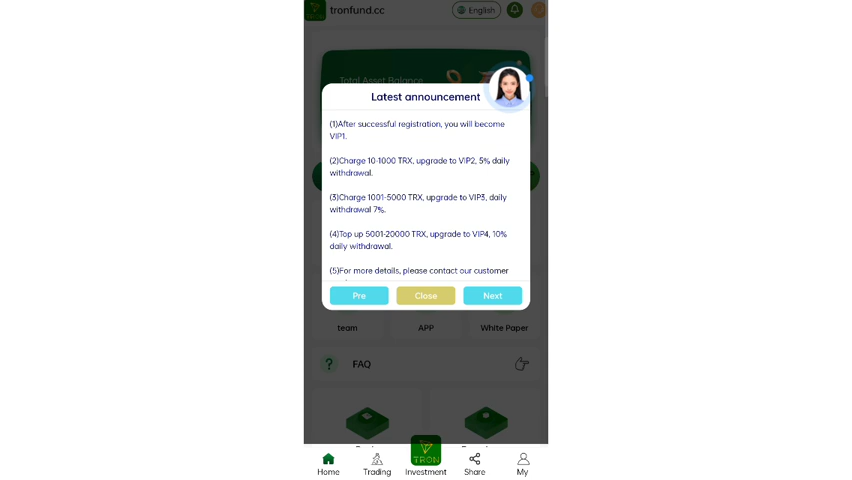 tronfund.cc
English
Total Asset Balance
Latest announcement
(1)After successful registration, you will become
VIP1.
(2)Charge 10-1000 TRX, upgrade to VIP2, 5% daily
withdrawal.
(3)Charge 1001-5000 TRX, upgrade to VIP3, daily
withdrawal 7%.
(4)Top up 5001-20000 TRX, upgrade to VIP4, 10%
daily withdrawal.
(5)For more details, please contact our customer
Pre
Close
Next
team
APP
White Paper
? FAQ
TRON
Home
Trading
Investment
Share
My